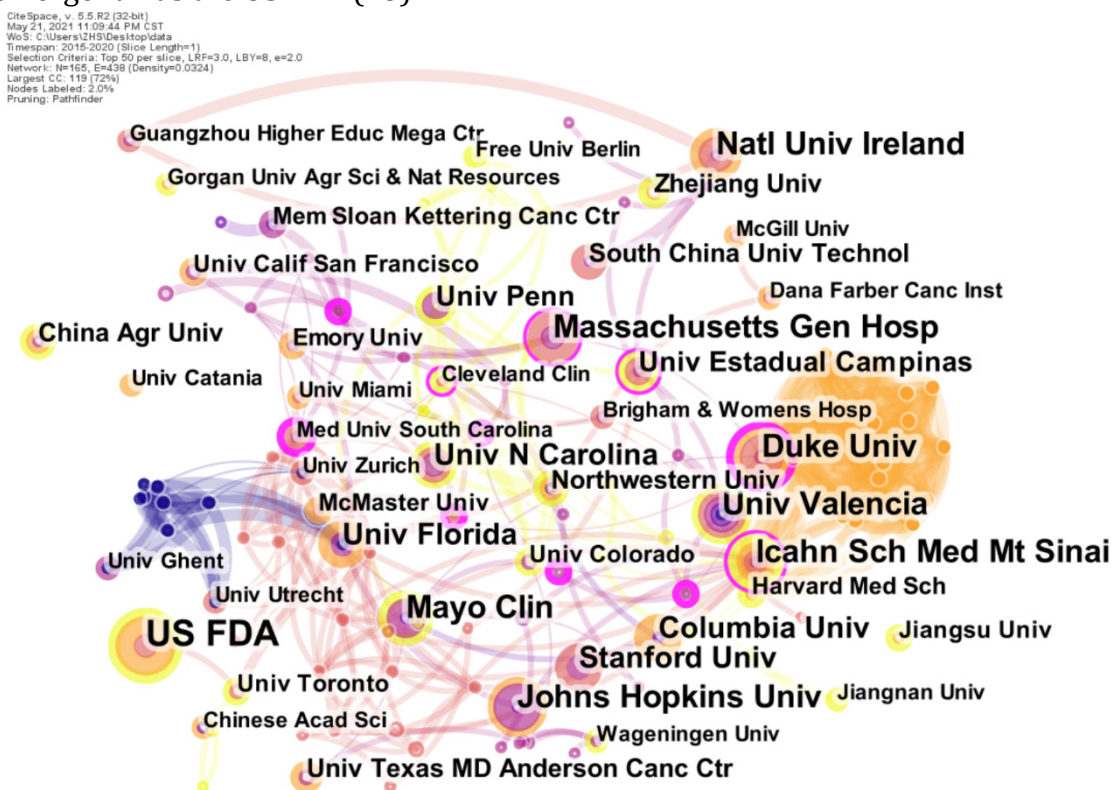 CiteSpace, v. 5.5.R2 (32-bit)
May 21, 2021 11:09:44 PM CST
WoS: C:\Users\ZHS\Desktop\data
Timespan: 2015-2020 (Slice Length=1)
Selection Criteria: Top 50 per slice, LRF=3.0, LBY=8, e=2.0
Network: N=165, E=438 (Density=0.0324)
Largest CC: 119 (72%)
Nodes Labeled: 2.0%
Pruning: Pathfinder
Guangzhou Higher Educ Mega Ctr
Free Univ Berlin
Natl Univ Ireland
Gorgan Univ Agr Sci & Nat Resources
Zhejiang Univ
Mem Sloan Kettering Canc Ctr
McGill Univ
South China Univ Technol
Univ Calif San Francisco
Dana Farber Canc Inst
Univ Penn
China Agr Univ
Emory Univ
Massachusetts Gen Hosp
Univ Estadual Campinas
Univ Catania
Cleveland Clin
Univ Miami
Brigham & Womens Hosp
Med Univ South Carolina
Duke Univ
Univ Zurich
Univ N Carolina
Northwestern Univ
McMaster Univ
Univ Valencia
Univ Florida
Univ Ghent
Univ Colorado
Icahn Sch Med Mt Sinai
Harvard Med Sch
Univ Utrecht
Mayo Clin
US FDA
Columbia Univ
Jiangsu Univ
Stanford Univ
Univ Toronto
Johns Hopkins Univ
Jiangnan Univ
Chinese Acad Sci
Wageningen Univ
Univ Texas MD Anderson Canc Ctr